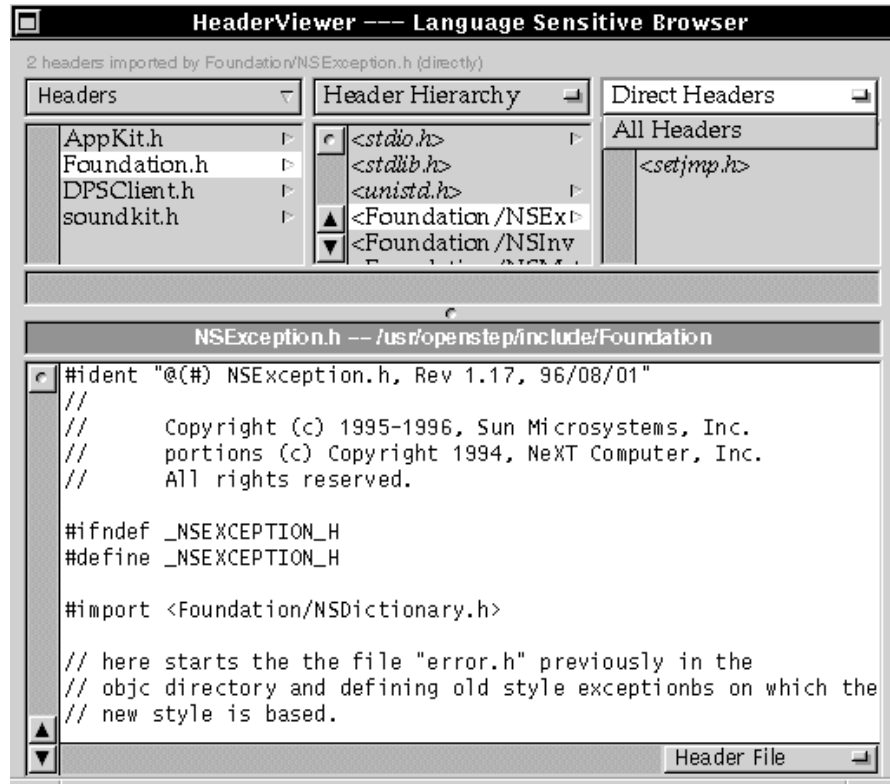 HeaderViewer --- Language Sensitive Browser
2 headers imported by Foundation/NSException.h (directly)
Headers
Header Hierarchy
Direct Headers
All Headers
AppKit.h
Foundation.h
DPSClient.h
soundkit.h
<stdio.h>
<stdlib.h>
<unistd.h>
<Foundation/NSEx
<Foundation/NSInv
<setjmp.h>
NSException.h -- /usr/openstep/include/Foundation
#ident "@(#) NSException.h, Rev 1.17, 96/08/01"
//
// Copyright (c) 1995-1996, Sun Microsystems, Inc.
// portions (c) Copyright 1994, NeXT Computer, Inc.
// All rights reserved.
#ifndef _NSEXCEPTION_H
#define _NSEXCEPTION_H
#import <Foundation/NSDictionary.h>
// here starts the the file "error.h" previously in the
// objc directory and defining old style exceptionbs on which the
// new style is based.
Header File